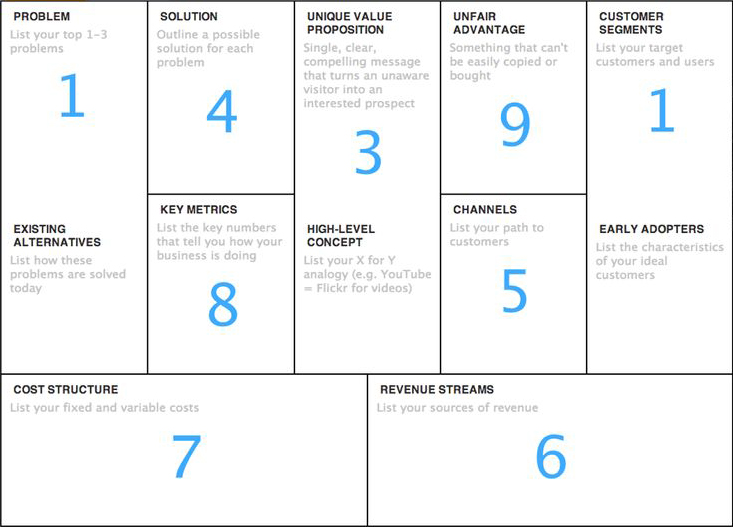 PROBLEM
List your top 1-3
problems
1
EXISTING
ALTERNATIVES
List how these
problems are solved
today
SOLUTION
Outline a possible
solution for each
problem
4
KEY METRICS
List the key numbers
that tell you how your
business is doing
8
UNIQUE VALUE
PROPOSITION
Single, clear,
compelling message
that turns an unaware
visitor into an
interested prospect
3
HIGH-LEVEL
CONCEPT
List your X for Y
analogy (e.g. YouTube
= Flickr for videos)
UNFAIR
ADVANTAGE
Something that can't
be easily copied or
bought
9
CHANNELS
List your path to
customers
5
CUSTOMER
SEGMENTS
List your target
customers and users
1
EARLY ADOPTERS
List the characteristics
of your ideal
customers
COST STRUCTURE
List your fixed and variable costs
7
REVENUE STREAMS
List your sources of revenue
6